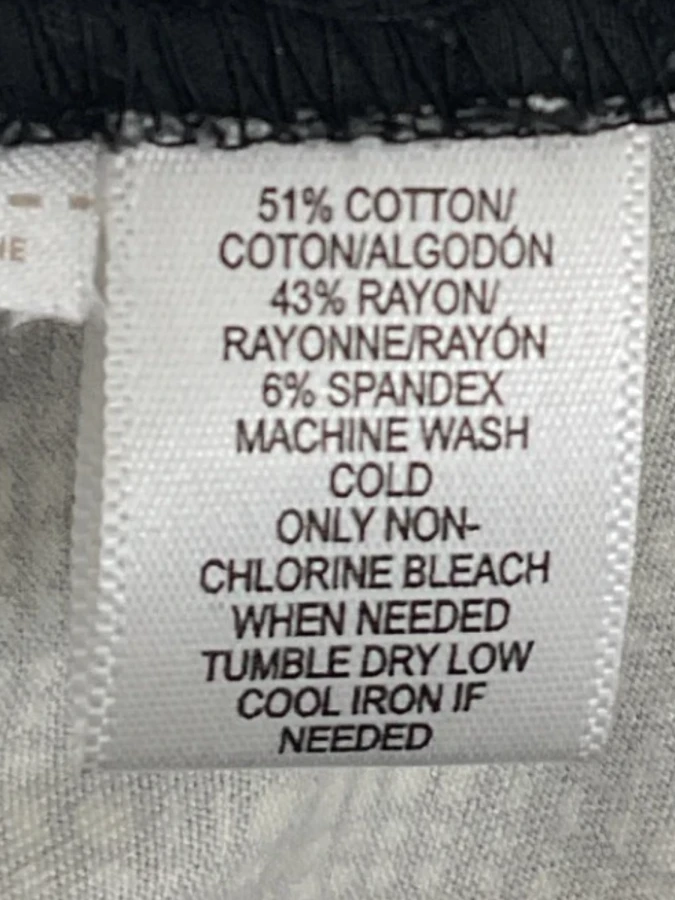 51% COTTON/
COTON/ALGODÓN
43% RAYON/
RAYONNE/RAYÓN
6% SPANDEX
MACHINE WASH
COLD
ONLY NON-
CHLORINE BLEACH
WHEN NEEDED
TUMBLE DRY LOW
COOL IRON IF
NEEDED